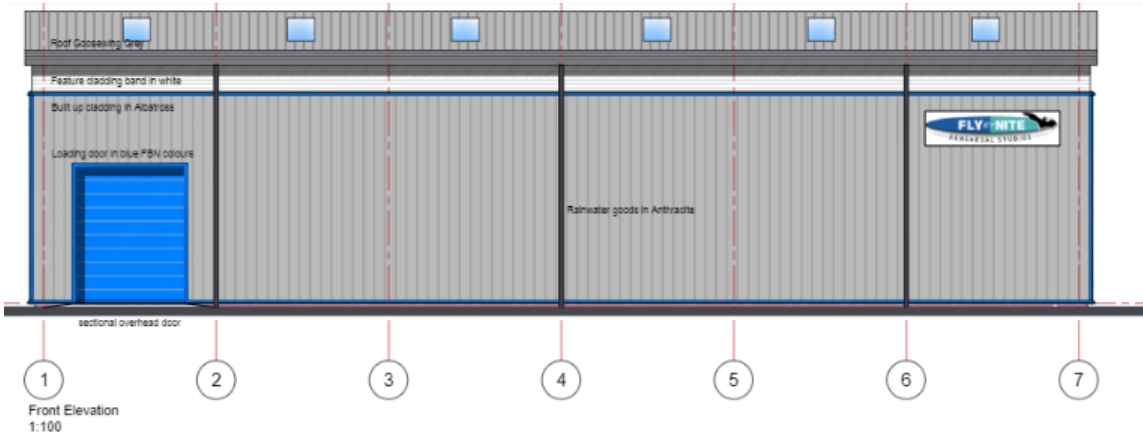 Roof Goosewing Grey
Feature cladding band in white
Built up cladding in Albatross
FLY BY NITE
REHEARSAL STUDIOS
Loading door in blue FBN colours
Rainwater goods in Anthracite
sectional overhead door
1 2 3 4 5 6 7
Front Elevation
1:100